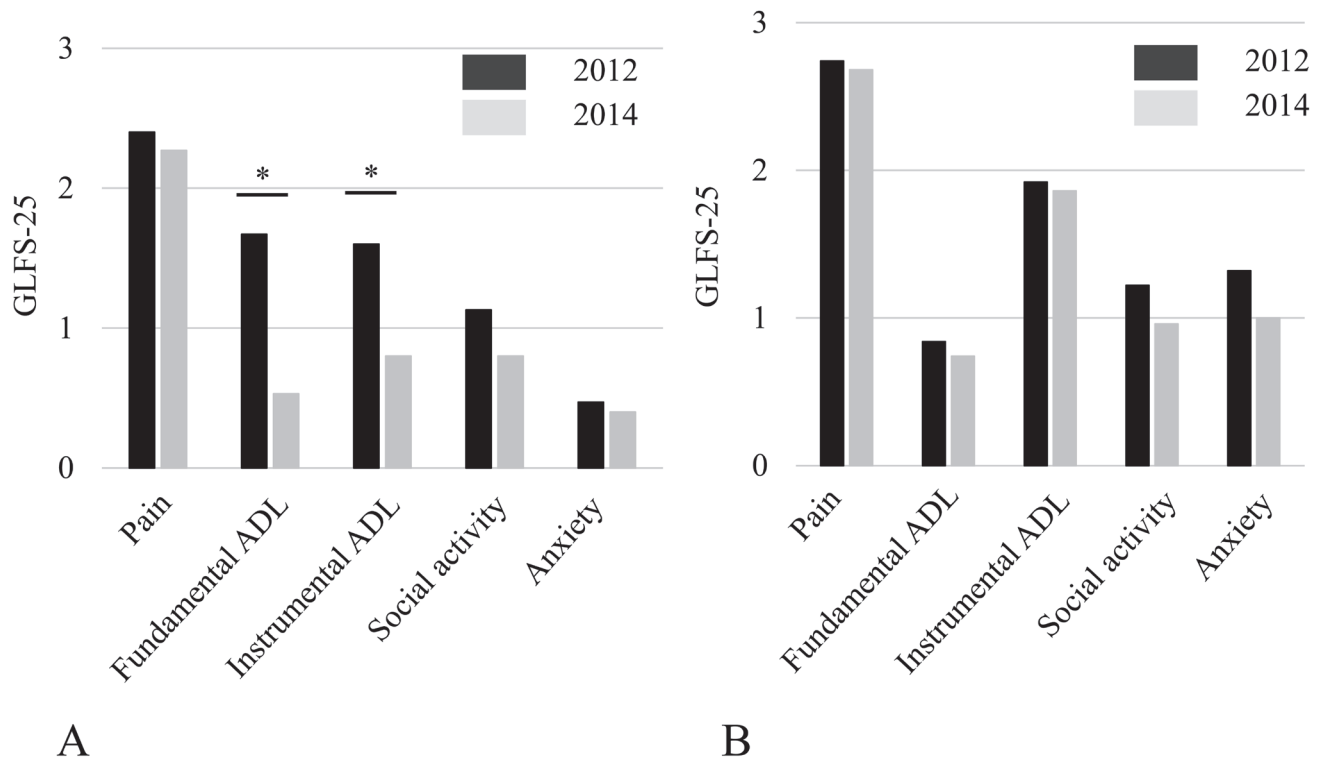 3
2
1
0
GLFS-25
2012
2014
*
*
Pain
Fundamental ADL
Instrumental ADL
Social activity
Anxiety
A
3
2
1
0
GLFS-25
2012
2014
Pain
Fundamental ADL
Instrumental ADL
Social activity
Anxiety
B